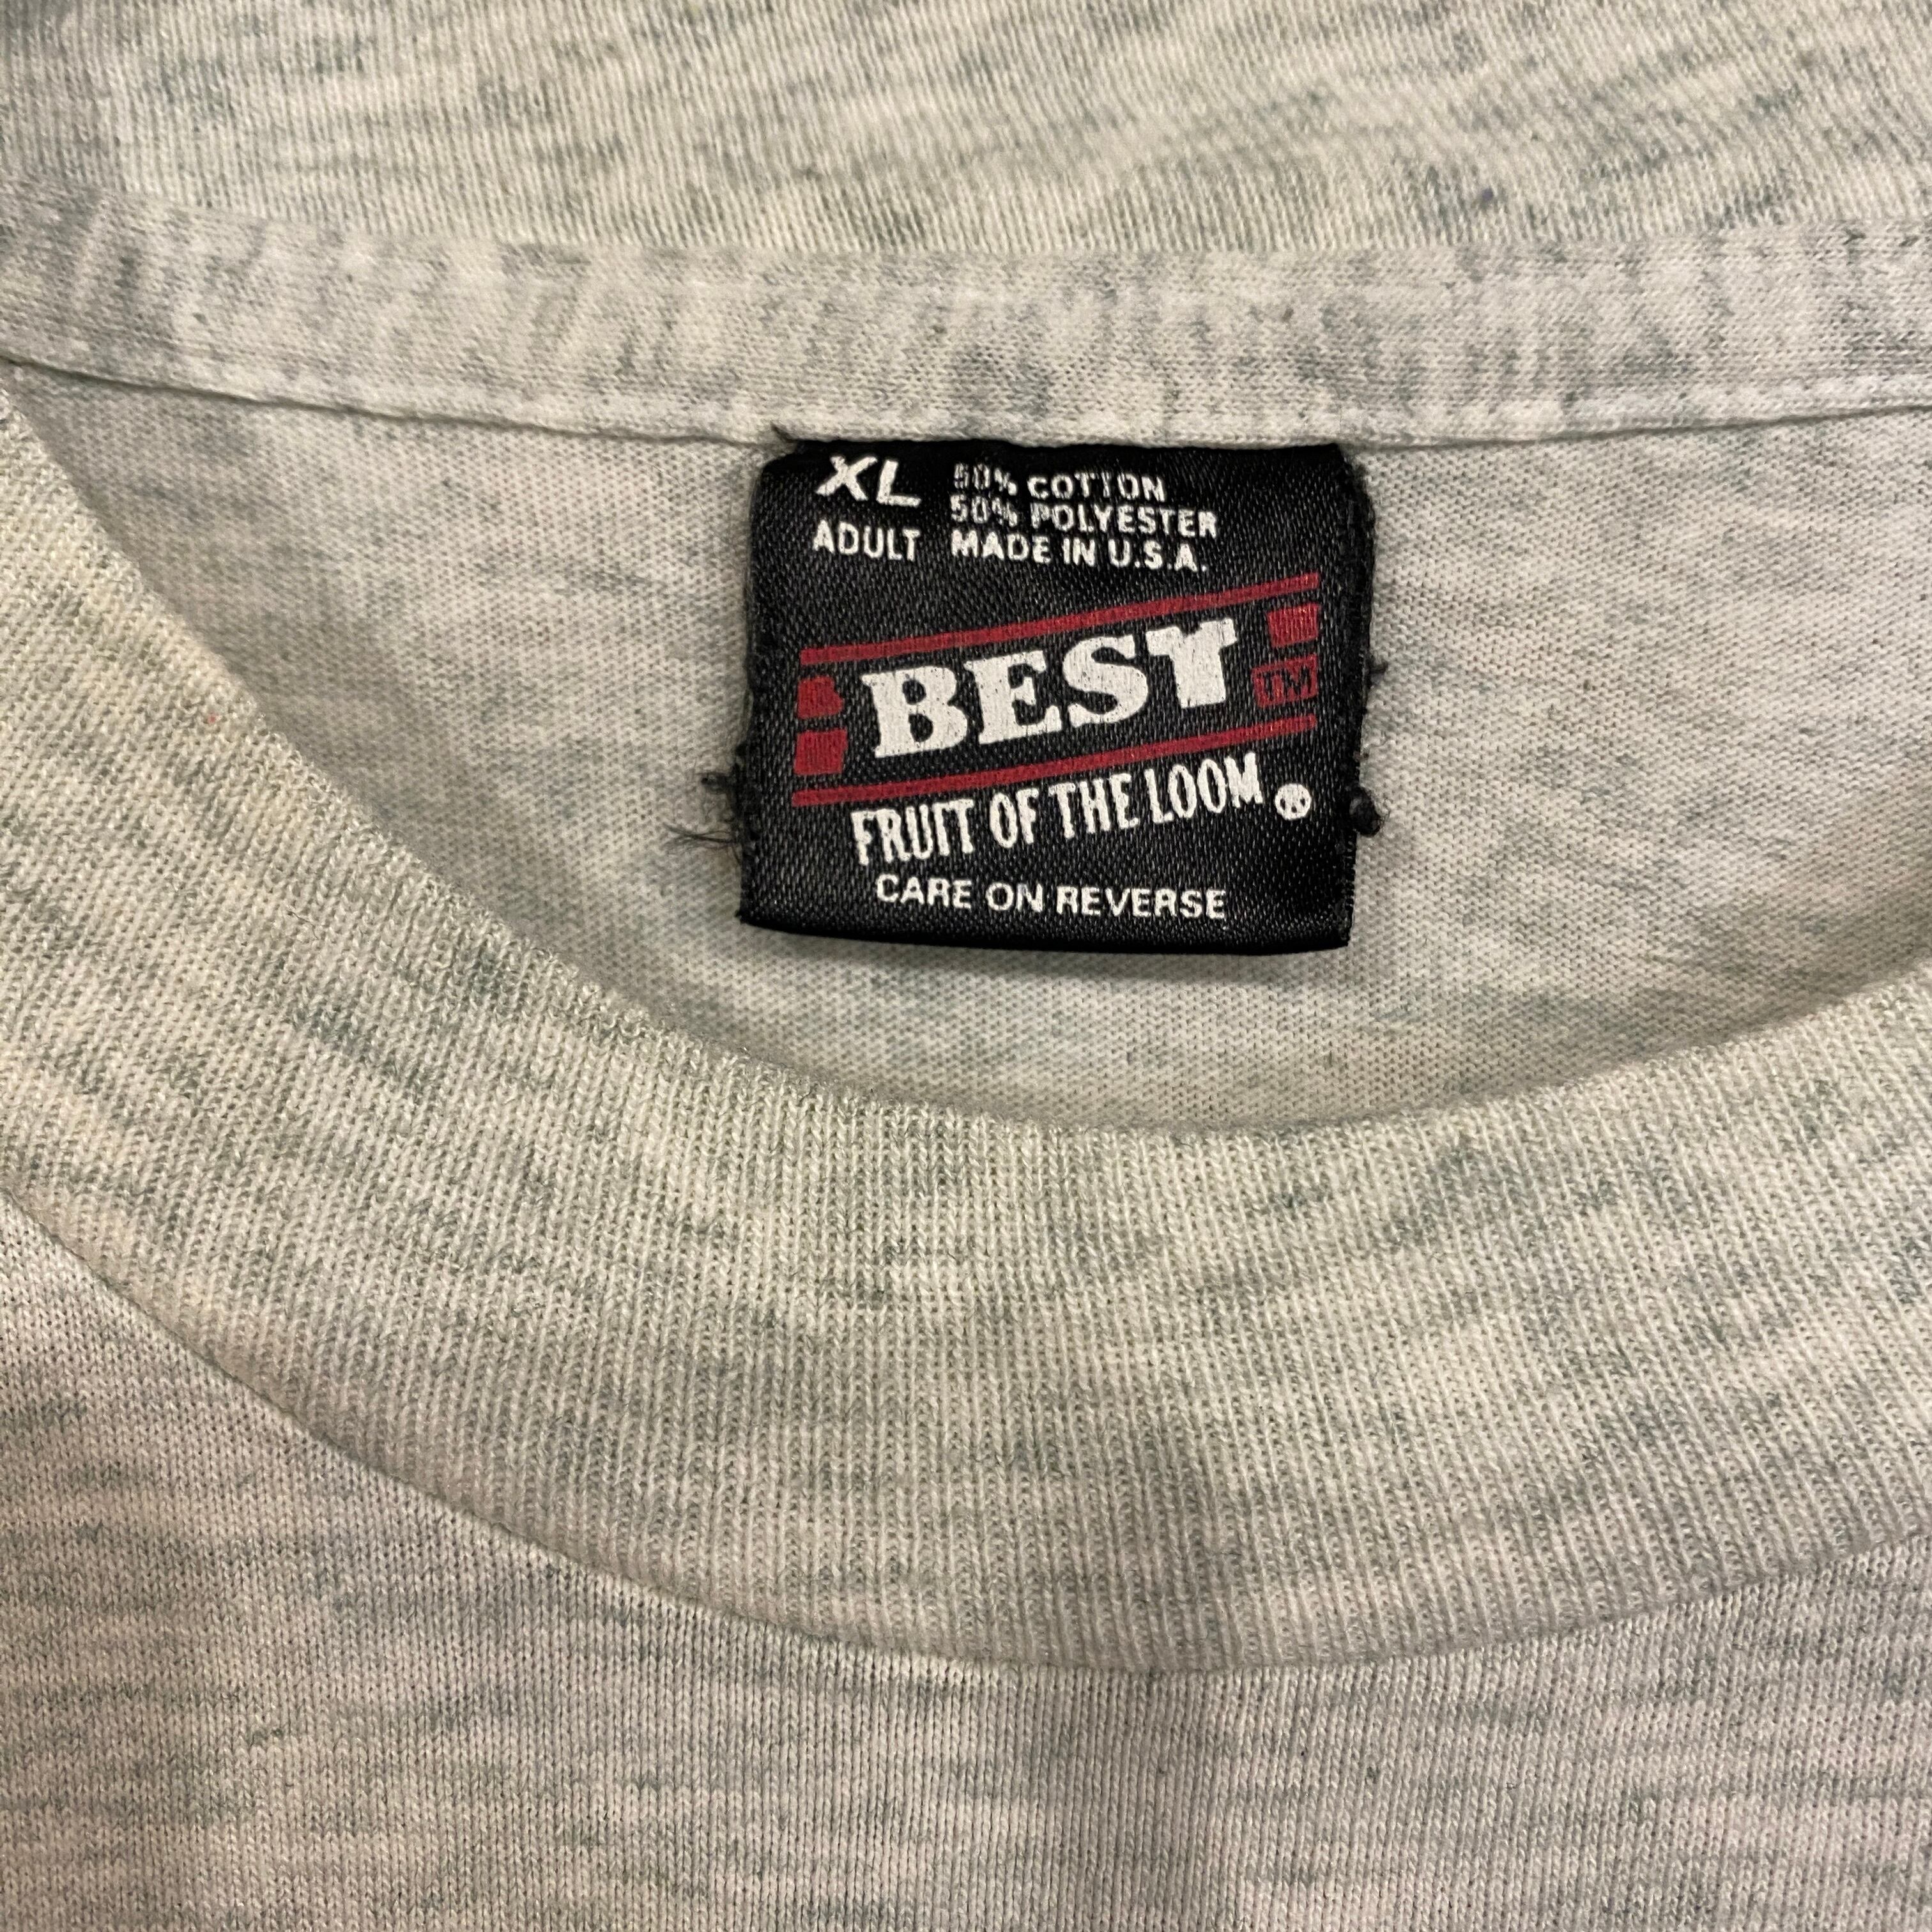 XL 50% COTTON
50% POLYESTER
ADULT MADE IN U.S.A.
BEST TM
FRUIT OF THE LOOM ®
CARE ON REVERSE